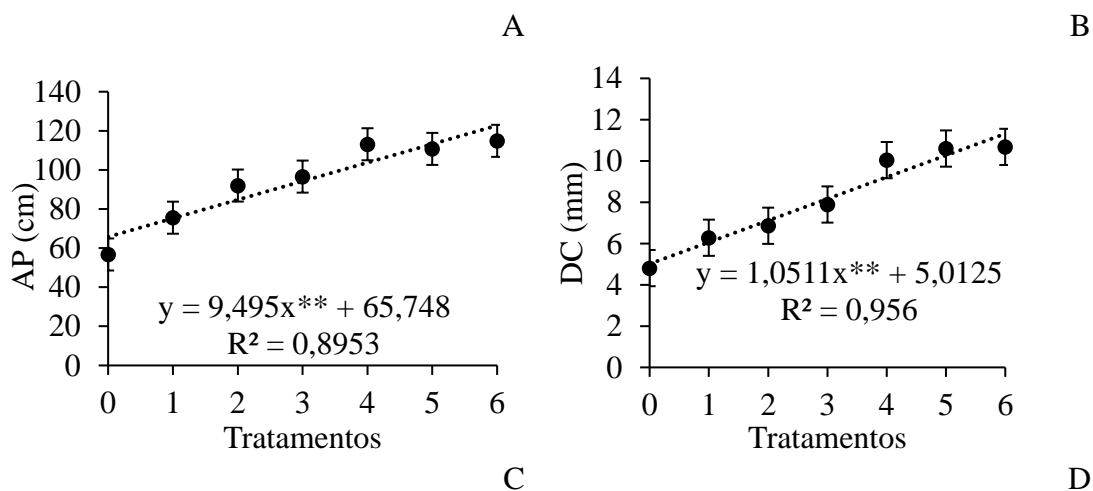 A
B
140
120
100
80
60
40
20
0
AP (cm)
y = 9,495x** + 65,748
R² = 0,8953
0 1 2 3 4 5 6
Tratamentos
14
12
10
8
6
4
2
0
DC (mm)
y = 1,0511x** + 5,0125
R² = 0,956
0 1 2 3 4 5 6
Tratamentos
C
D